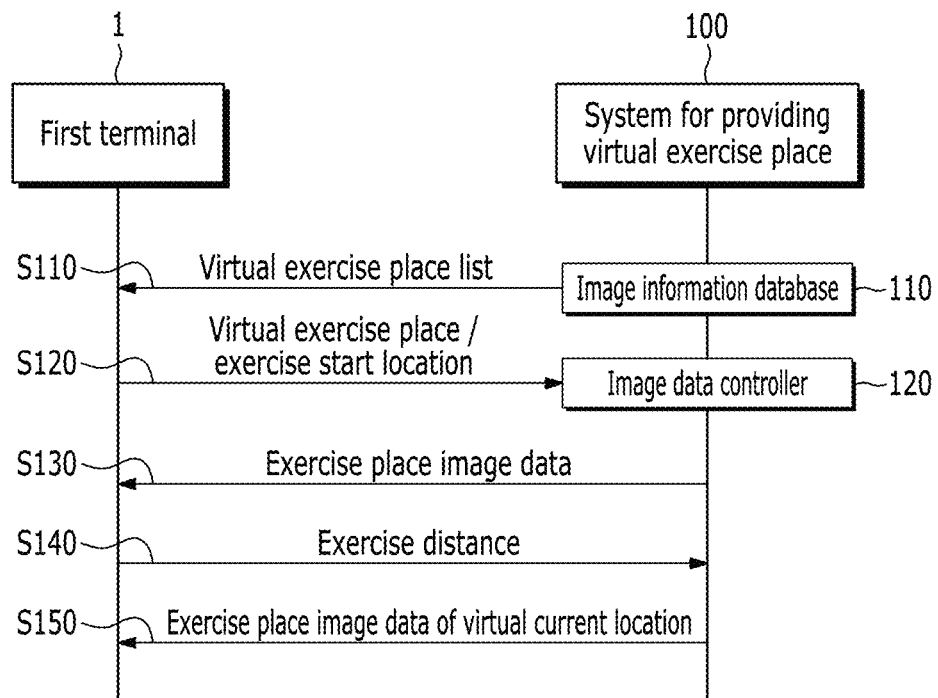 1
100
First terminal
System for providing
virtual exercise place
S110
Virtual exercise place list
Image information database
110
Virtual exercise place /
exercise start location
S120
Image data controller
120
S130
Exercise place image data
S140
Exercise distance
S150
Exercise place image data of virtual current location